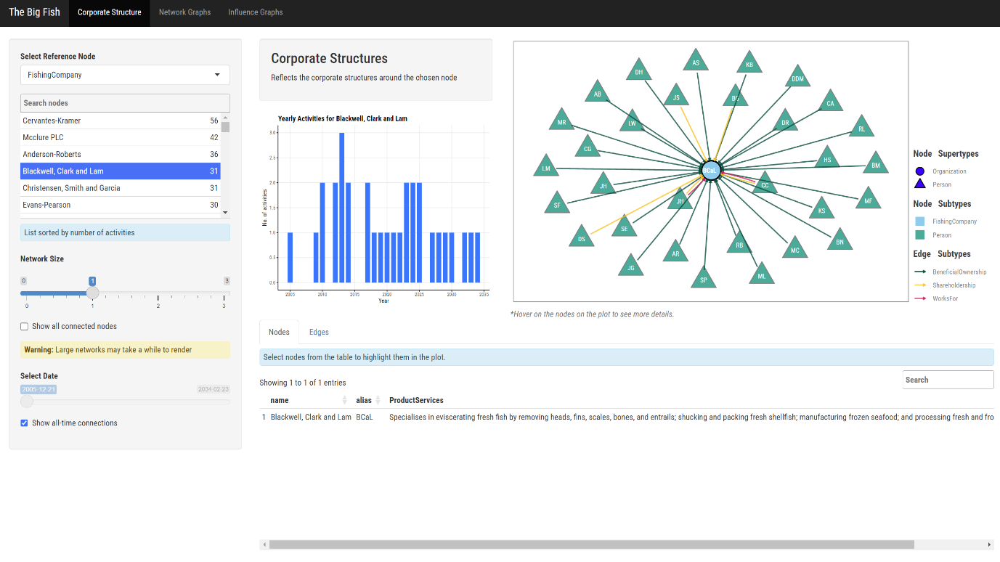 The Big Fish Corporate Structure Network Graphs Influence Graphs
Select Reference Node
FishingCompany
Search nodes
Cervantes-Kramer 56
Mcclure PLC 42
Anderson-Roberts 36
Blackwell, Clark and Lam 31
Christensen, Smith and Garcia 31
Evans-Pearson 30
List sorted by number of activities
Network Size
0 1 3
0 1 2 3
Show all connected nodes
Warning: Large networks may take a while to render
Select Date
2005-12-21 2034-02-23
Show all-time connections
Corporate Structures
Reflects the corporate structures around the chosen node
Yearly Activities for Blackwell, Clark and Lam
No. of activities
3.0
2.5
2.0
1.5
1.0
0.5
0.0
2005 2010 2015 2020 2025 2030 2035
Year
AS
KB
DH
DDM
AB
JS
BG
CA
MR
LW
DR
RL
CG
HS
LM
BM
BCaL
JH
CC
SF
JH
MF
KS
DS
SE
BN
AR
RB
MC
JG
SP
ML
Node Supertypes
Organization
Person
Node Subtypes
FishingCompany
Person
Edge Subtypes
BeneficialOwnership
Shareholdership
WorksFor
*Hover on the nodes on the plot to see more details.
Nodes Edges
Select nodes from the table to highlight them in the plot.
Showing 1 to 1 of 1 entries
Search
name alias ProductServices
1 Blackwell, Clark and Lam BCaL Specialises in eviscerating fresh fish by removing heads, fins, scales, bones, and entrails; shucking and packing fresh shellfish; manufacturing frozen seafood; and processing fresh and fro